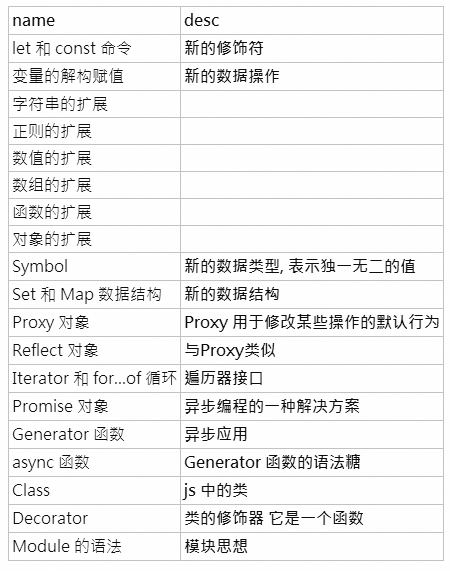 name desc
let 和 const 命令 新的修饰符
变量的解构赋值 新的数据操作
字符串的扩展
正则的扩展
数值的扩展
数组的扩展
函数的扩展
对象的扩展
Symbol 新的数据类型, 表示独一无二的值
Set 和 Map 数据结构 新的数据结构
Proxy 对象 Proxy 用于修改某些操作的默认行为
Reflect 对象 与Proxy类似
Iterator 和 for...of 循环 遍历器接口
Promise 对象 异步编程的一种解决方案
Generator 函数 异步应用
async 函数 Generator 函数的语法糖
Class js 中的类
Decorator 类的修饰器 它是一个函数
Module 的语法 模块思想